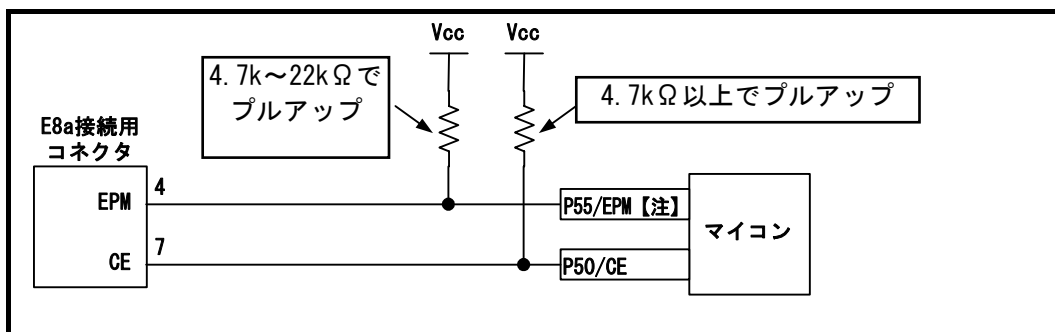 Vcc
Vcc
4.7k～22kΩで
プルアップ
4.7kΩ以上でプルアップ
E8a接続用
コネクタ
EPM
4
P55/EPM【注】
マイコン
CE
7
P50/CE